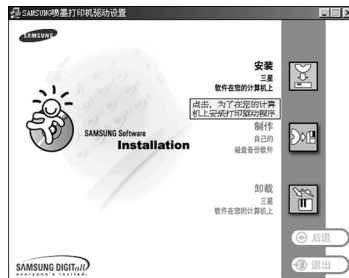 SAMSUNG喷墨打印机驱动设置
SAMSUNG
安装
三星
软件在您的计算机上
点击，为了在您的计算
机上安装打印驱动程序
制作
自己的
磁盘备份软件
SAMSUNG Software
Installation
卸载
三星
软件在您的计算机上
后退
退出
SAMSUNG DIGITall
everyone's invited.